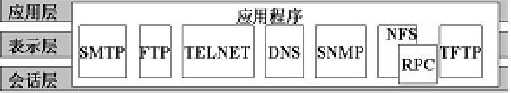 应用层
应用程序
表示层
SMTP
FTP
TELNET
DNS
SNMP
NFS
RPC
TFTP
会话层